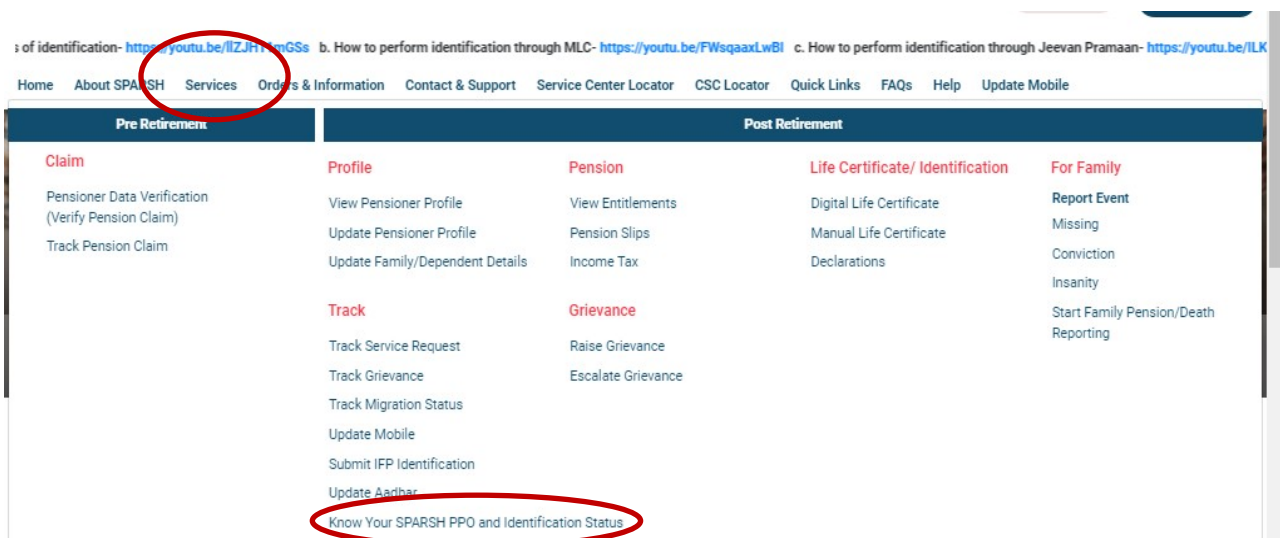 s of identification- https://youtu.be/llZJH1AmGSs b. How to perform identification through MLC- https://youtu.be/FWsqaaxLwBI c. How to perform identification through Jeevan Pramaan- https://youtu.be/ILK
Home About SPARSH Services Orders & Information Contact & Support Service Center Locator CSC Locator Quick Links FAQs Help Update Mobile
Pre Retirement
Claim
Pensioner Data Verification
(Verify Pension Claim)
Track Pension Claim
Post Retirement
Profile
View Pensioner Profile
Update Pensioner Profile
Update Family/Dependent Details
Track
Track Service Request
Track Grievance
Track Migration Status
Update Mobile
Submit IFP Identification
Update Aadhar
Know Your SPARSH PPO and Identification Status
Pension
View Entitlements
Pension Slips
Income Tax
Grievance
Raise Grievance
Escalate Grievance
Life Certificate/ Identification
Digital Life Certificate
Manual Life Certificate
Declarations
For Family
Report Event
Missing
Conviction
Insanity
Start Family Pension/Death
Reporting